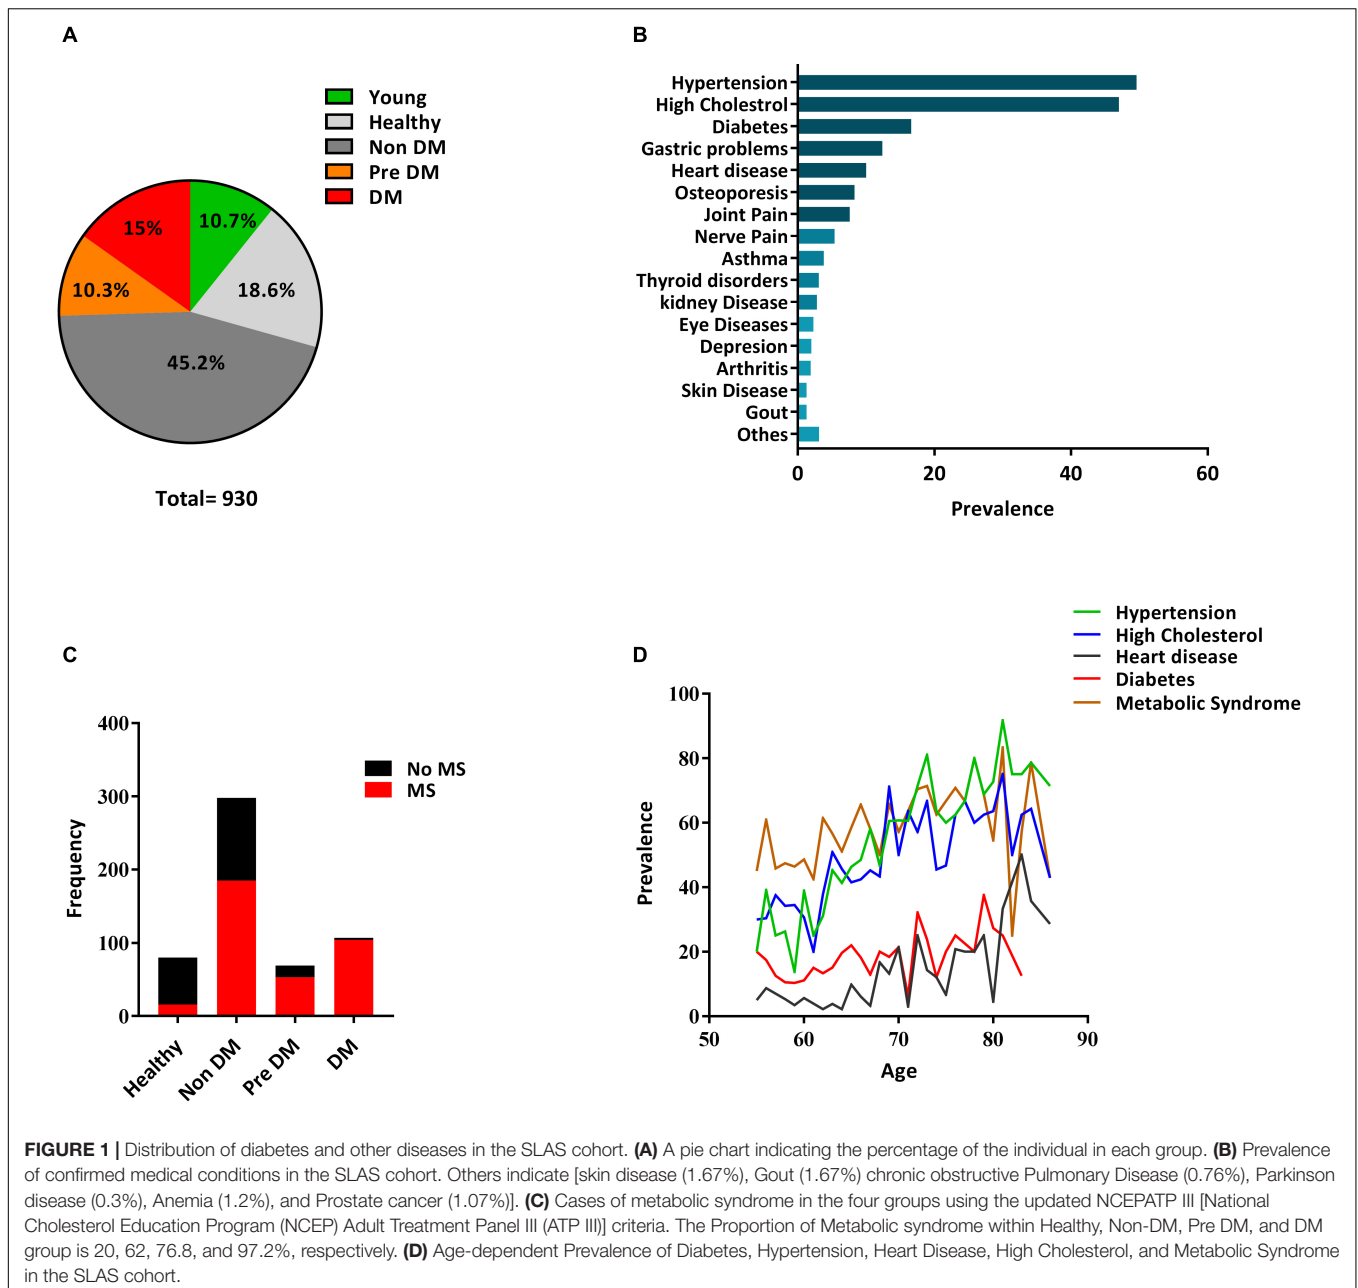 A
Young
Healthy
Non DM
Pre DM
DM
10.7%
18.6%
45.2%
10.3%
15%
Total= 930
B
Hypertension
High Cholestrol
Diabetes
Gastric problems
Heart disease
Osteoporesis
Joint Pain
Nerve Pain
Asthma
Thyroid disorders
kidney Disease
Eye Diseases
Depresion
Arthritis
Skin Disease
Gout
Othes
0 20 40 60
Prevalence
C
400
300
200
100
0
Frequency
No MS
MS
Healthy
Non DM
Pre DM
DM
D
Hypertension
High Cholesterol
Heart disease
Diabetes
Metabolic Syndrome
100
80
60
40
20
0
Prevalence
50 60 70 80 90
Age
FIGURE 1 | Distribution of diabetes and other diseases in the SLAS cohort. (A) A pie chart indicating the percentage of the individual in each group. (B) Prevalence
of confirmed medical conditions in the SLAS cohort. Others indicate [skin disease (1.67%), Gout (1.67%) chronic obstructive Pulmonary Disease (0.76%), Parkinson
disease (0.3%), Anemia (1.2%), and Prostate cancer (1.07%)]. (C) Cases of metabolic syndrome in the four groups using the updated NCEPATP III [National
Cholesterol Education Program (NCEP) Adult Treatment Panel III (ATP III)] criteria. The Proportion of Metabolic syndrome within Healthy, Non-DM, Pre DM, and DM
group is 20, 62, 76.8, and 97.2%, respectively. (D) Age-dependent Prevalence of Diabetes, Hypertension, Heart Disease, High Cholesterol, and Metabolic Syndrome
in the SLAS cohort.